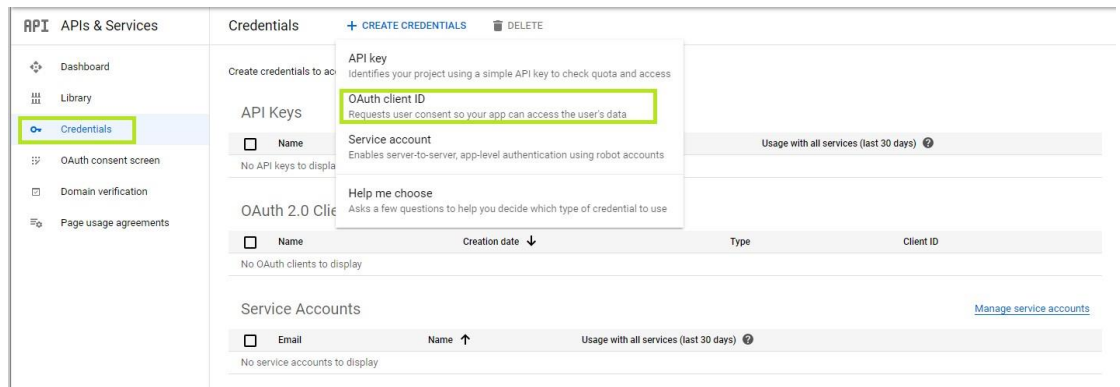 API APIs & Services
Dashboard
Library
Credentials
OAuth consent screen
Domain verification
Page usage agreements
Credentials + CREATE CREDENTIALS DELETE
Create credentials to ac
API key
Identifies your project using a simple API key to check quota and access
OAuth client ID
Requests user consent so your app can access the user's data
Service account
Enables server-to-server, app-level authentication using robot accounts
Help me choose
Asks a few questions to help you decide which type of credential to use
API Keys
Name Usage with all services (last 30 days)
No API keys to displa
OAuth 2.0 Clie
Name Creation date Type Client ID
No OAuth clients to display
Service Accounts Manage service accounts
Email Name Usage with all services (last 30 days)
No service accounts to display